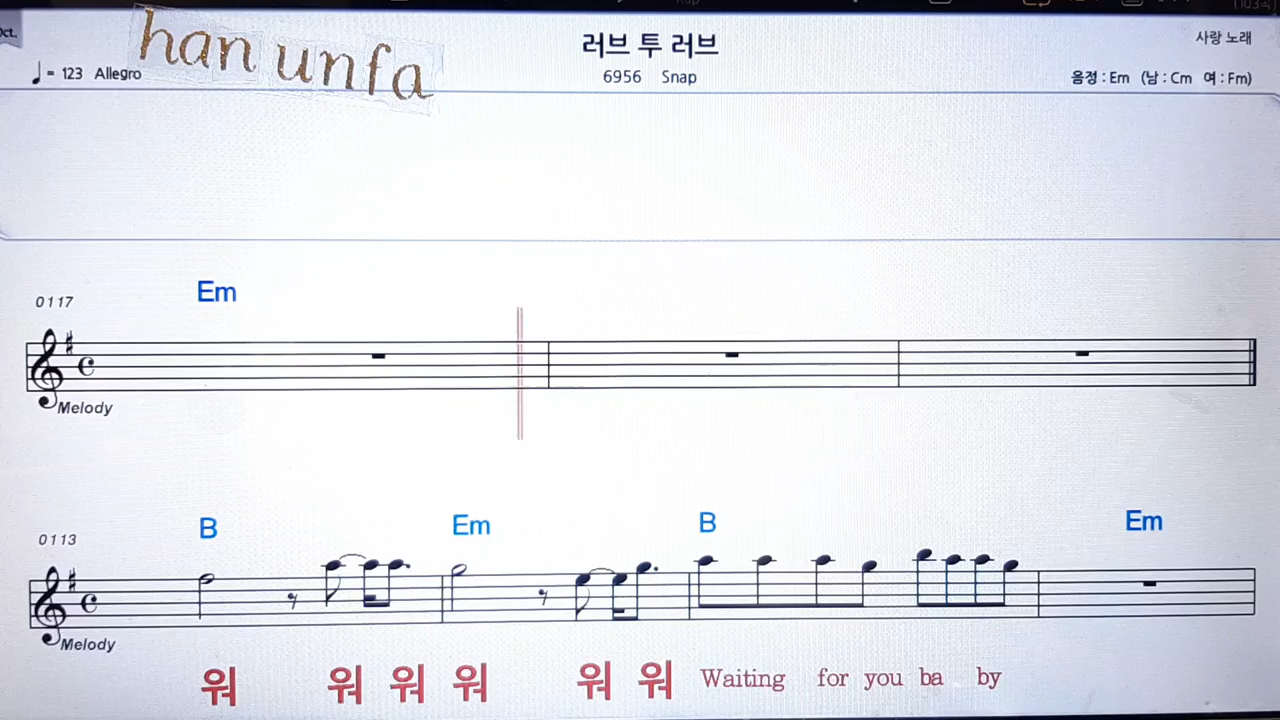 Oct.
han unfa
러브 투 러브
사랑 노래
♩= 123 Allegro
6956 Snap
음정 : Em (남 : Cm 여 : Fm)
Em
0117
Melody
B Em B Em
0113
Melody
워 워 워 워 워 워 Waiting for you ba by